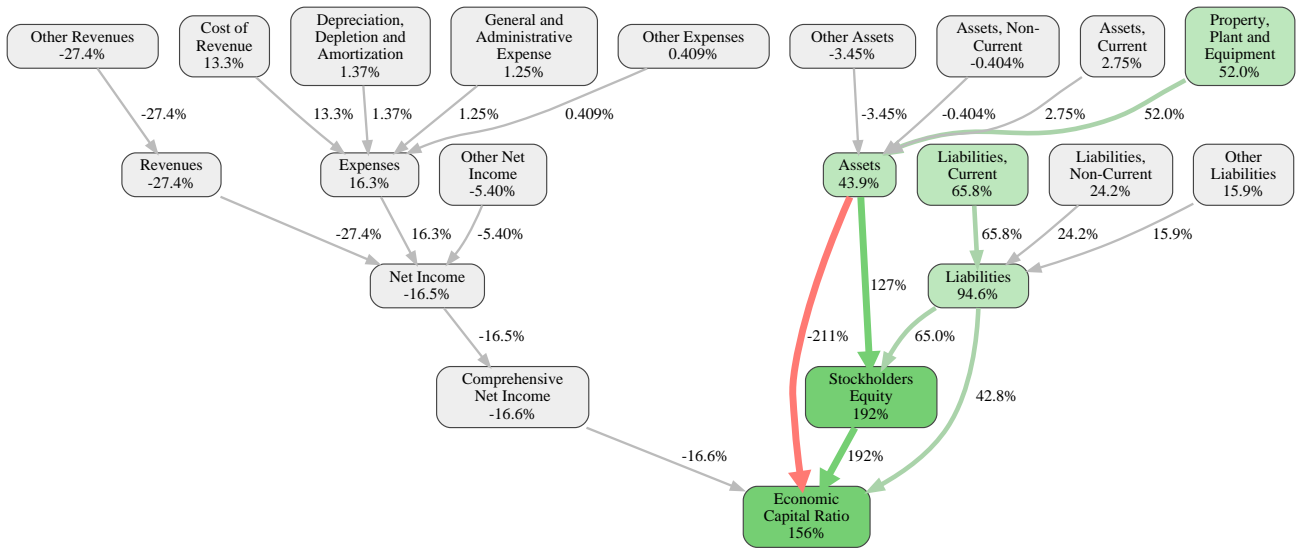 Other Revenues
-27.4%
Cost of
Revenue
13.3%
Depreciation,
Depletion and
Amortization
1.37%
General and
Administrative
Expense
1.25%
Other Expenses
0.409%
Other Assets
-3.45%
Assets, Non-
Current
-0.404%
Assets,
Current
2.75%
Property,
Plant and
Equipment
52.0%
-27.4%
13.3%
1.37%
1.25%
0.409%
-3.45%
-0.404%
2.75%
52.0%
Revenues
-27.4%
Expenses
16.3%
Other Net
Income
-5.40%
Assets
43.9%
Liabilities,
Current
65.8%
Liabilities,
Non-Current
24.2%
Other
Liabilities
15.9%
-27.4%
16.3%
-5.40%
65.8%
24.2%
15.9%
Net Income
-16.5%
127%
Liabilities
94.6%
-16.5%
-211%
65.0%
Comprehensive
Net Income
-16.6%
Stockholders
Equity
192%
42.8%
-16.6%
192%
Economic
Capital Ratio
156%